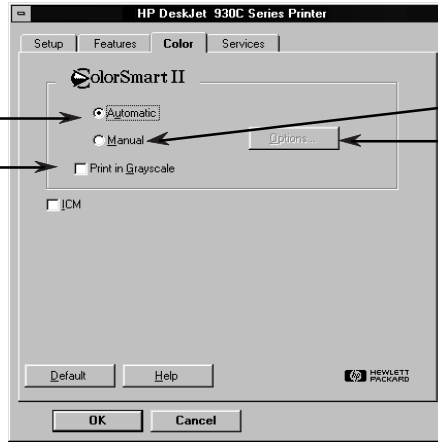 HP DeskJet 930C Series Printer
Setup Features Color Services
ColorSmart II
Automatic
Manual
Options...
Print in Grayscale
ICM
Default Help
hp HEWLETT
PACKARD
OK Cancel